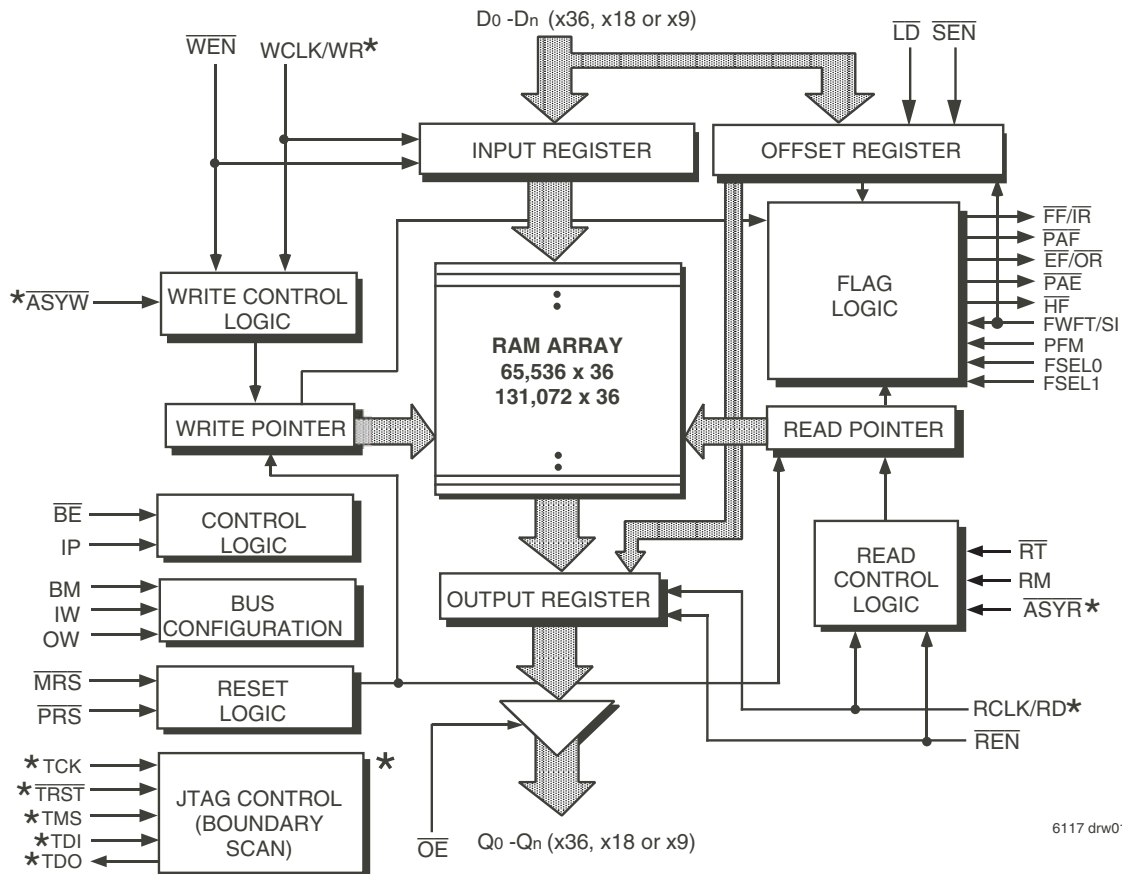 D0 -Dn (x36, x18 or x9)
WEN
WCLK/WR*
LD
SEN
INPUT REGISTER
OFFSET REGISTER
*ASYW
WRITE CONTROL
LOGIC
RAM ARRAY
65,536 x 36
131,072 x 36
FLAG
LOGIC
FF/IR
PAF
EF/OR
PAE
HF
FWFT/SI
PFM
FSEL0
FSEL1
WRITE POINTER
READ POINTER
BE
IP
CONTROL
LOGIC
BM
IW
OW
BUS
CONFIGURATION
OUTPUT REGISTER
READ
CONTROL
LOGIC
RT
RM
ASYR*
MRS
PRS
RESET
LOGIC
RCLK/RD*
REN
*TCK
*TRST
*TMS
*TDI
*TDO
JTAG CONTROL
(BOUNDARY
SCAN)
*
OE
Q0 -Qn (x36, x18 or x9)
6117 drw01